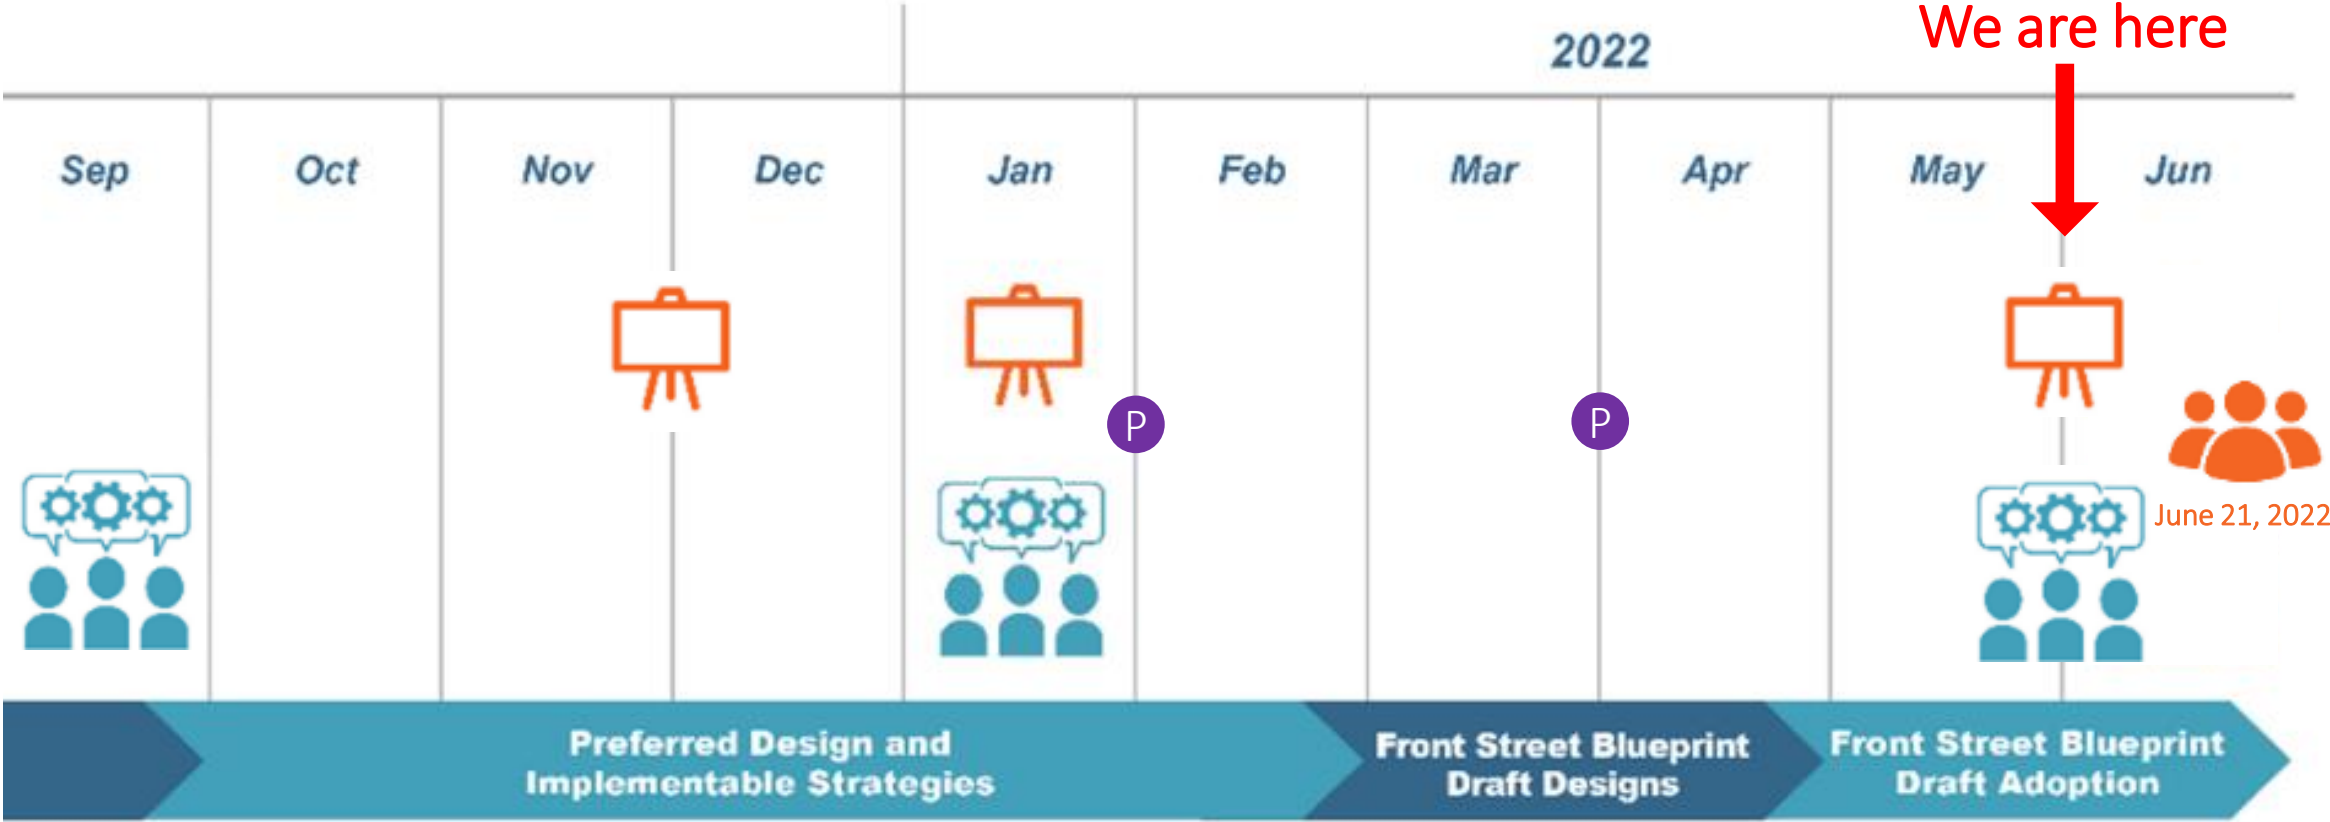 We are here
2022
Sep
Oct
Nov
Dec
Jan
Feb
Mar
Apr
May
Jun
P
P
June 21, 2022
Preferred Design and
Implementable Strategies
Front Street Blueprint
Draft Designs
Front Street Blueprint
Draft Adoption